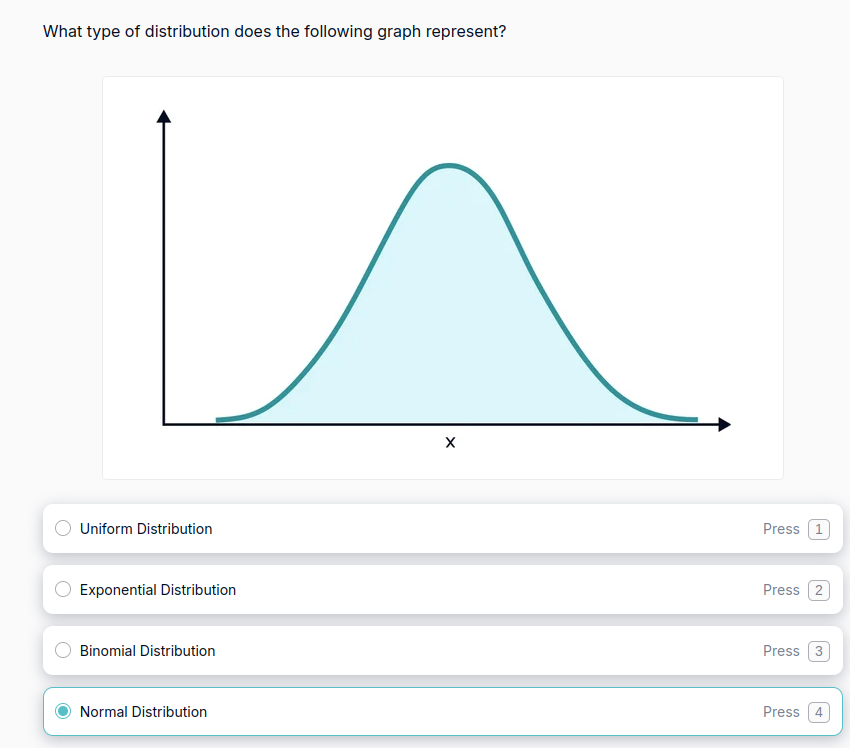 What type of distribution does the following graph represent?
x
Uniform Distribution Press 1
Exponential Distribution Press 2
Binomial Distribution Press 3
Normal Distribution Press 4